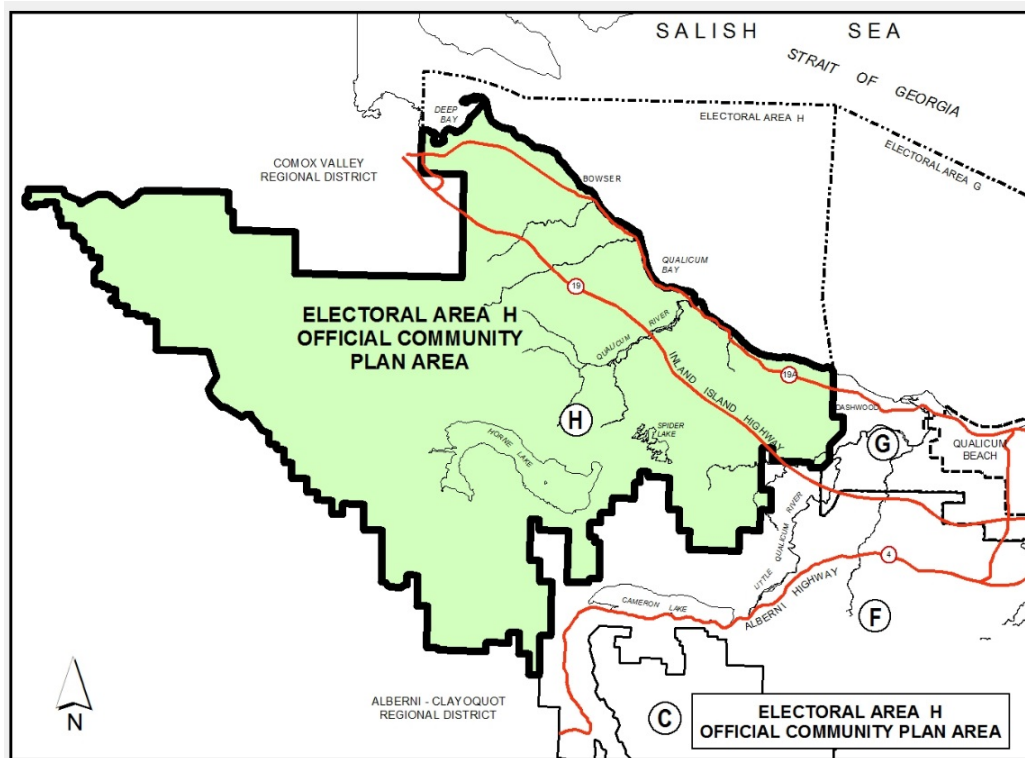 SALISH SEA
STRAIT OF GEORGIA
DEEP
BAY
ELECTORAL AREA H
ELECTORAL AREA G
COMOX VALLEY
REGIONAL DISTRICT
BOWSER
QUALICUM
BAY
19
ELECTORAL AREA H
OFFICIAL COMMUNITY
PLAN AREA
QUALICUM RIVER
INLAND ISLAND HIGHWAY
19A
DASHWOOD
H
SPIDER
LAKE
HORNE LAKE
G
QUALICUM
BEACH
LITTLE QUALICUM RIVER
4
ALBERNI HIGHWAY
CAMERON LAKE
F
N
ALBERNI - CLAYOQUOT
REGIONAL DISTRICT
C
ELECTORAL AREA H
OFFICIAL COMMUNITY PLAN AREA